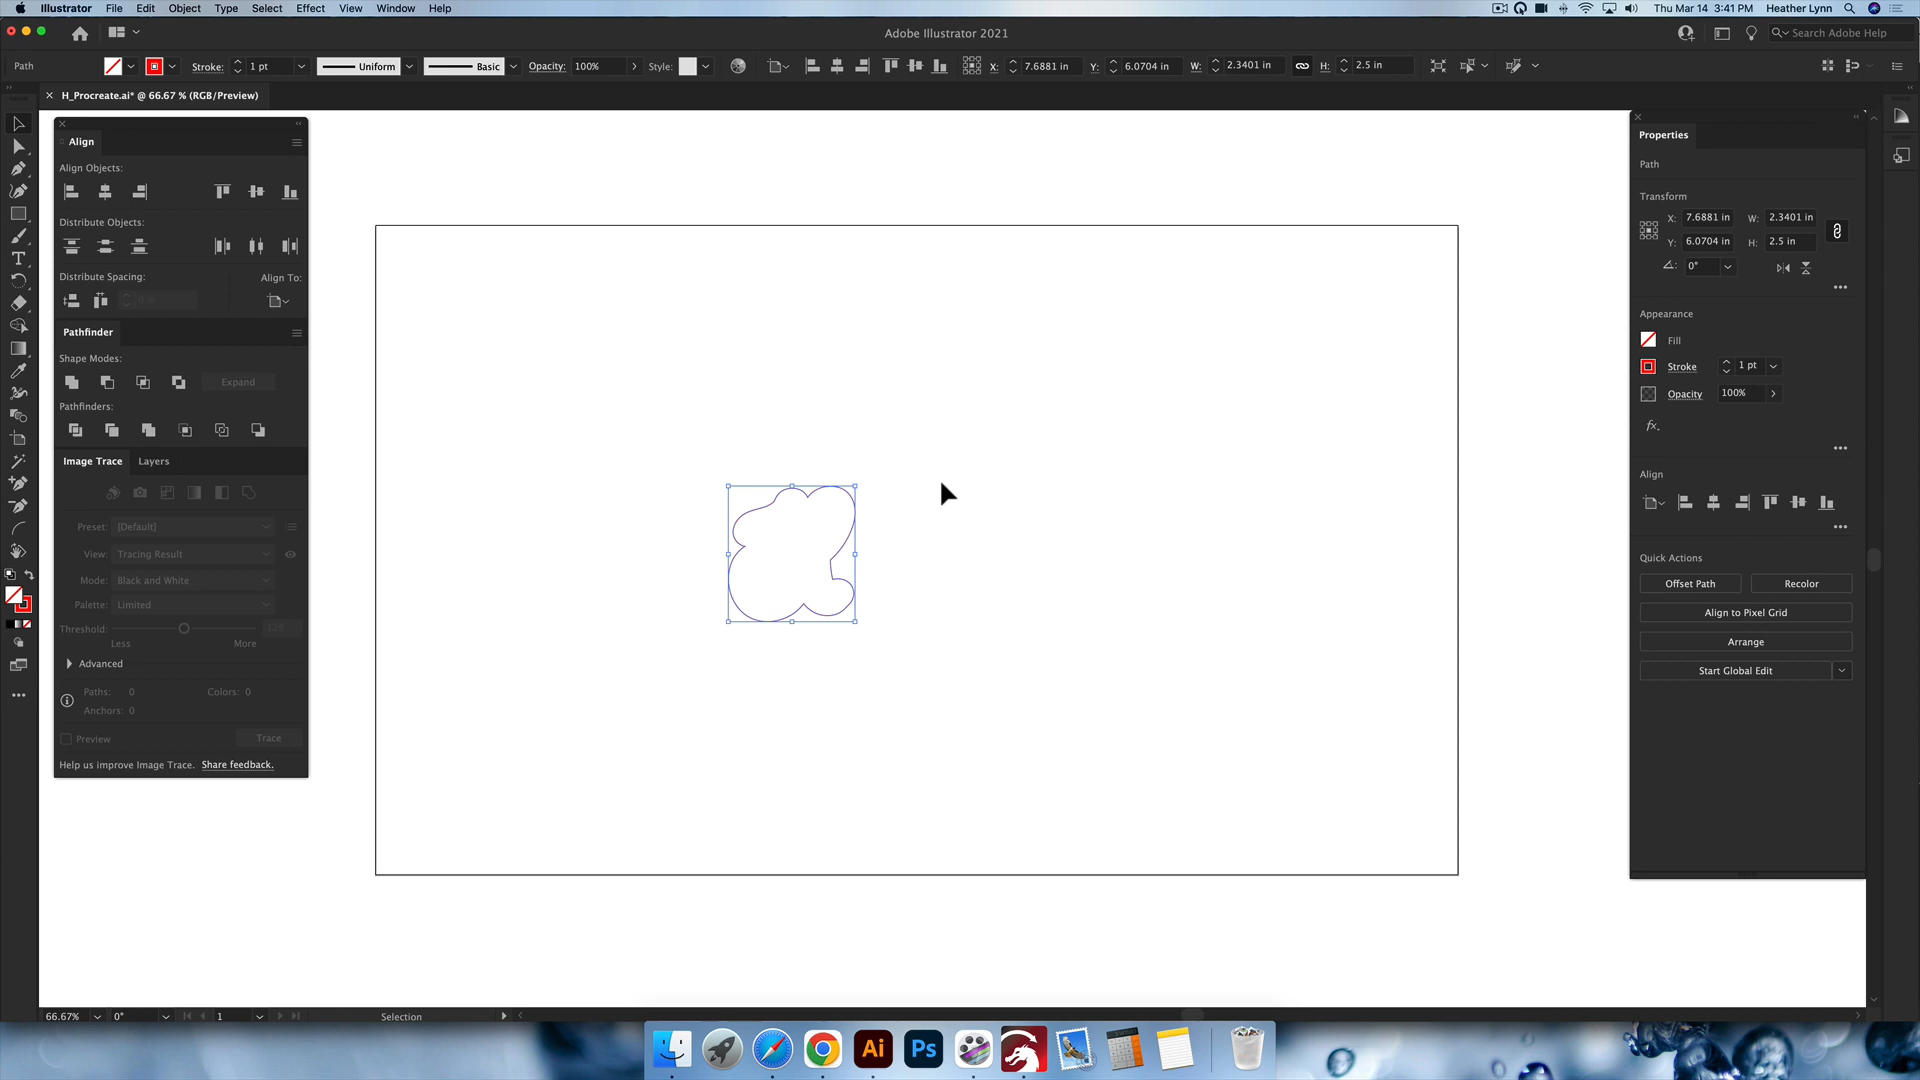 Illustrator File Edit Object Type Select Effect View Window Help
Thu Mar 14 3:41 PM Heather Lynn
Adobe Illustrator 2021
Search Adobe Help
Path Stroke: 1 pt Uniform Basic Opacity: 100% Style: X: 7.6881 in Y: 6.0704 in W: 2.3401 in H: 2.5 in
H_Procreate.ai* @ 66.67 % (RGB/Preview)
Align
Align Objects:
Distribute Objects:
Distribute Spacing: Align To:
0 in
Pathfinder
Shape Modes:
Expand
Pathfinders:
Image Trace Layers
Preset: [Default]
View: Tracing Result
Mode: Black and White
Palette: Limited
Threshold: 128
Less More
Advanced
Paths: 0 Colors: 0
Anchors: 0
Preview Trace
Help us improve Image Trace. Share feedback.
Properties
Path
Transform
X: 7.6881 in W: 2.3401 in
Y: 6.0704 in H: 2.5 in
0°
Appearance
Fill
Stroke 1 pt
Opacity 100%
fx.
Align
Quick Actions
Offset Path Recolor
Align to Pixel Grid
Arrange
Start Global Edit
66.67% 0° 1 Selection
Ai Ps